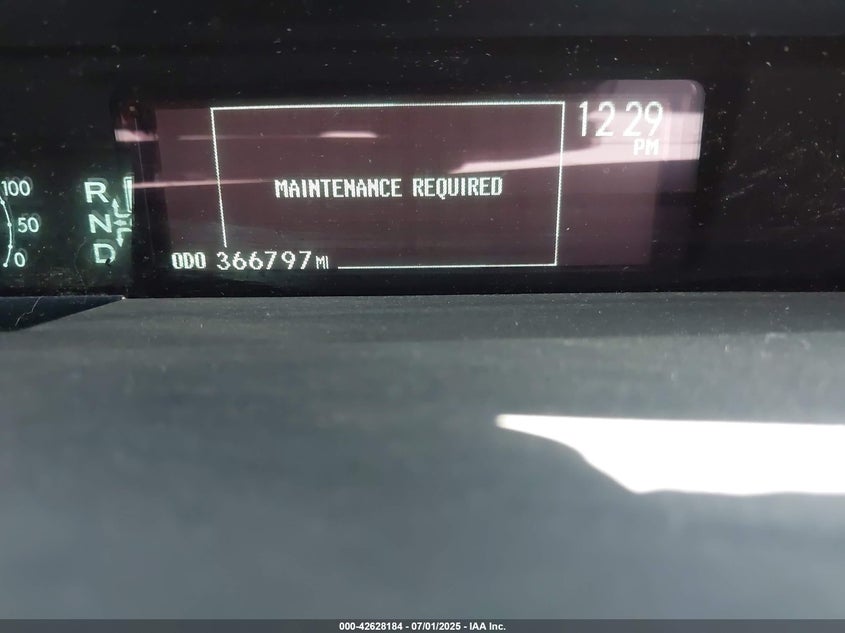 12 29
PM
100
50
0
R
N
D
MAINTENANCE REQUIRED
ODO 366797 MI
000-42628184 - 07/01/2025 - IAA Inc.